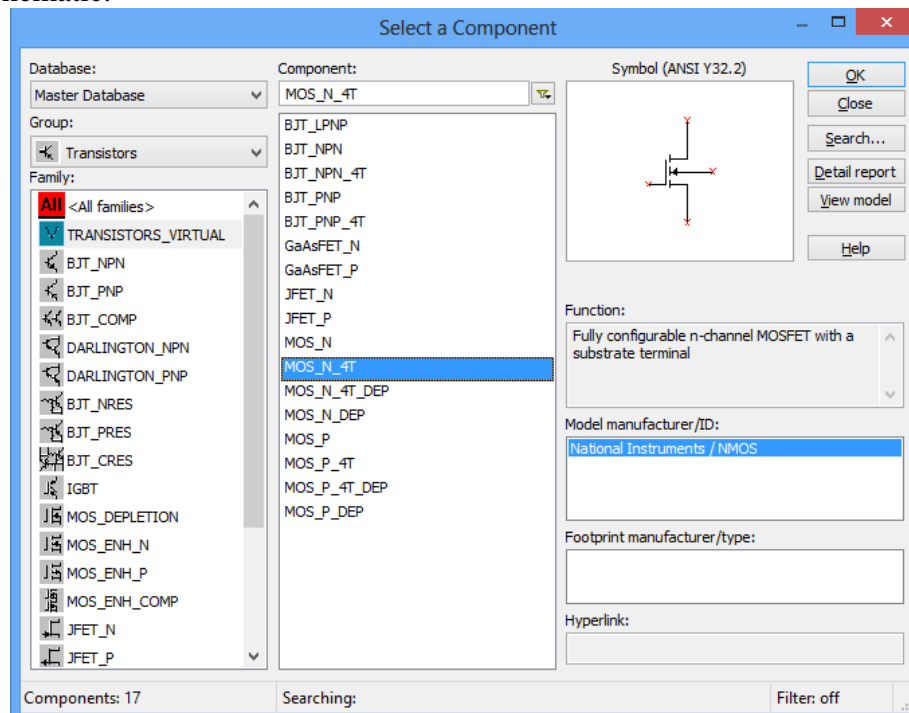 Select a Component
Database:
Master Database
Group:
Transistors
Family:
All <All families>
TRANSISTORS_VIRTUAL
BJT_NPN
BJT_PNP
BJT_COMP
DARLINGTON_NPN
DARLINGTON_PNP
BJT_NRES
BJT_PRES
BJT_CRES
IGBT
MOS_DEPLETION
MOS_ENH_N
MOS_ENH_P
MOS_ENH_COMP
JFET_N
JFET_P
Component:
MOS_N_4T
BJT_LPNP
BJT_NPN
BJT_NPN_4T
BJT_PNP
BJT_PNP_4T
GaAsFET_N
GaAsFET_P
JFET_N
JFET_P
MOS_N
MOS_N_4T
MOS_N_4T_DEP
MOS_N_DEP
MOS_P
MOS_P_4T
MOS_P_4T_DEP
MOS_P_DEP
Symbol (ANSI Y32.2)
OK
Close
Search...
Detail report
View model
Help
Function:
Fully configurable n-channel MOSFET with a
substrate terminal
Model manufacturer/ID:
National Instruments / NMOS
Footprint manufacturer/type:
Hyperlink:
Components: 17
Searching:
Filter: off